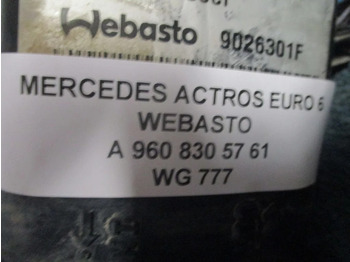 Webasto 9026301F
MERCEDES ACTROS EURO 6
WEBASTO
A 960 830 57 61
WG 777